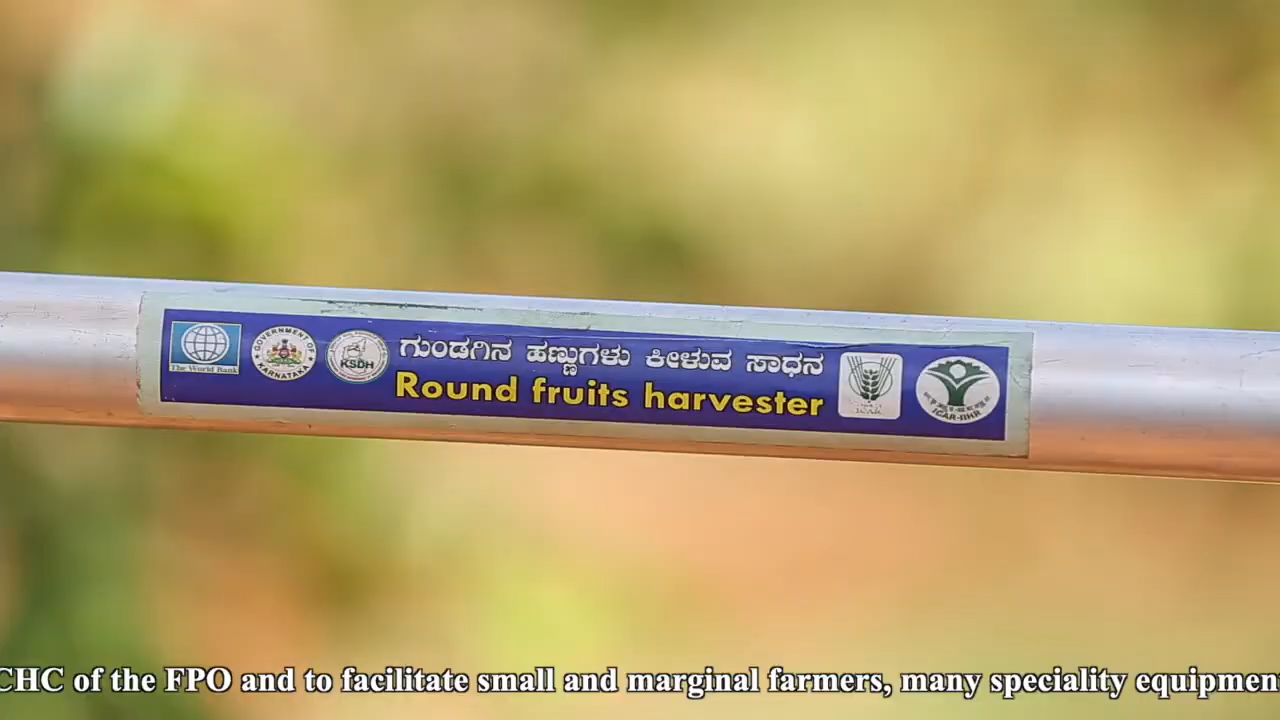 The World Bank
GOVERNMENT OF
KARNATAKA
KSDH
ಗುಂಡಗಿನ ಹಣ್ಣುಗಳು ಕೀಳುವ ಸಾಧನ
Round fruits harvester
ICAR
ICAR-IIHR
CHC of the FPO and to facilitate small and marginal farmers, many speciality equipment